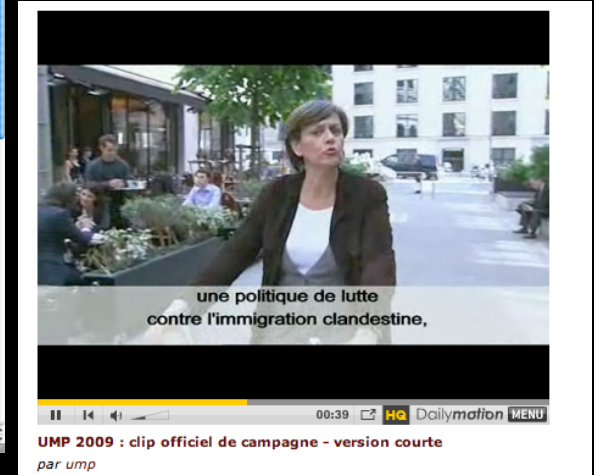 une politique de lutte
contre l'immigration clandestine,
00:39 HQ Dailymotion MENU
UMP 2009 : clip officiel de campagne - version courte
par ump